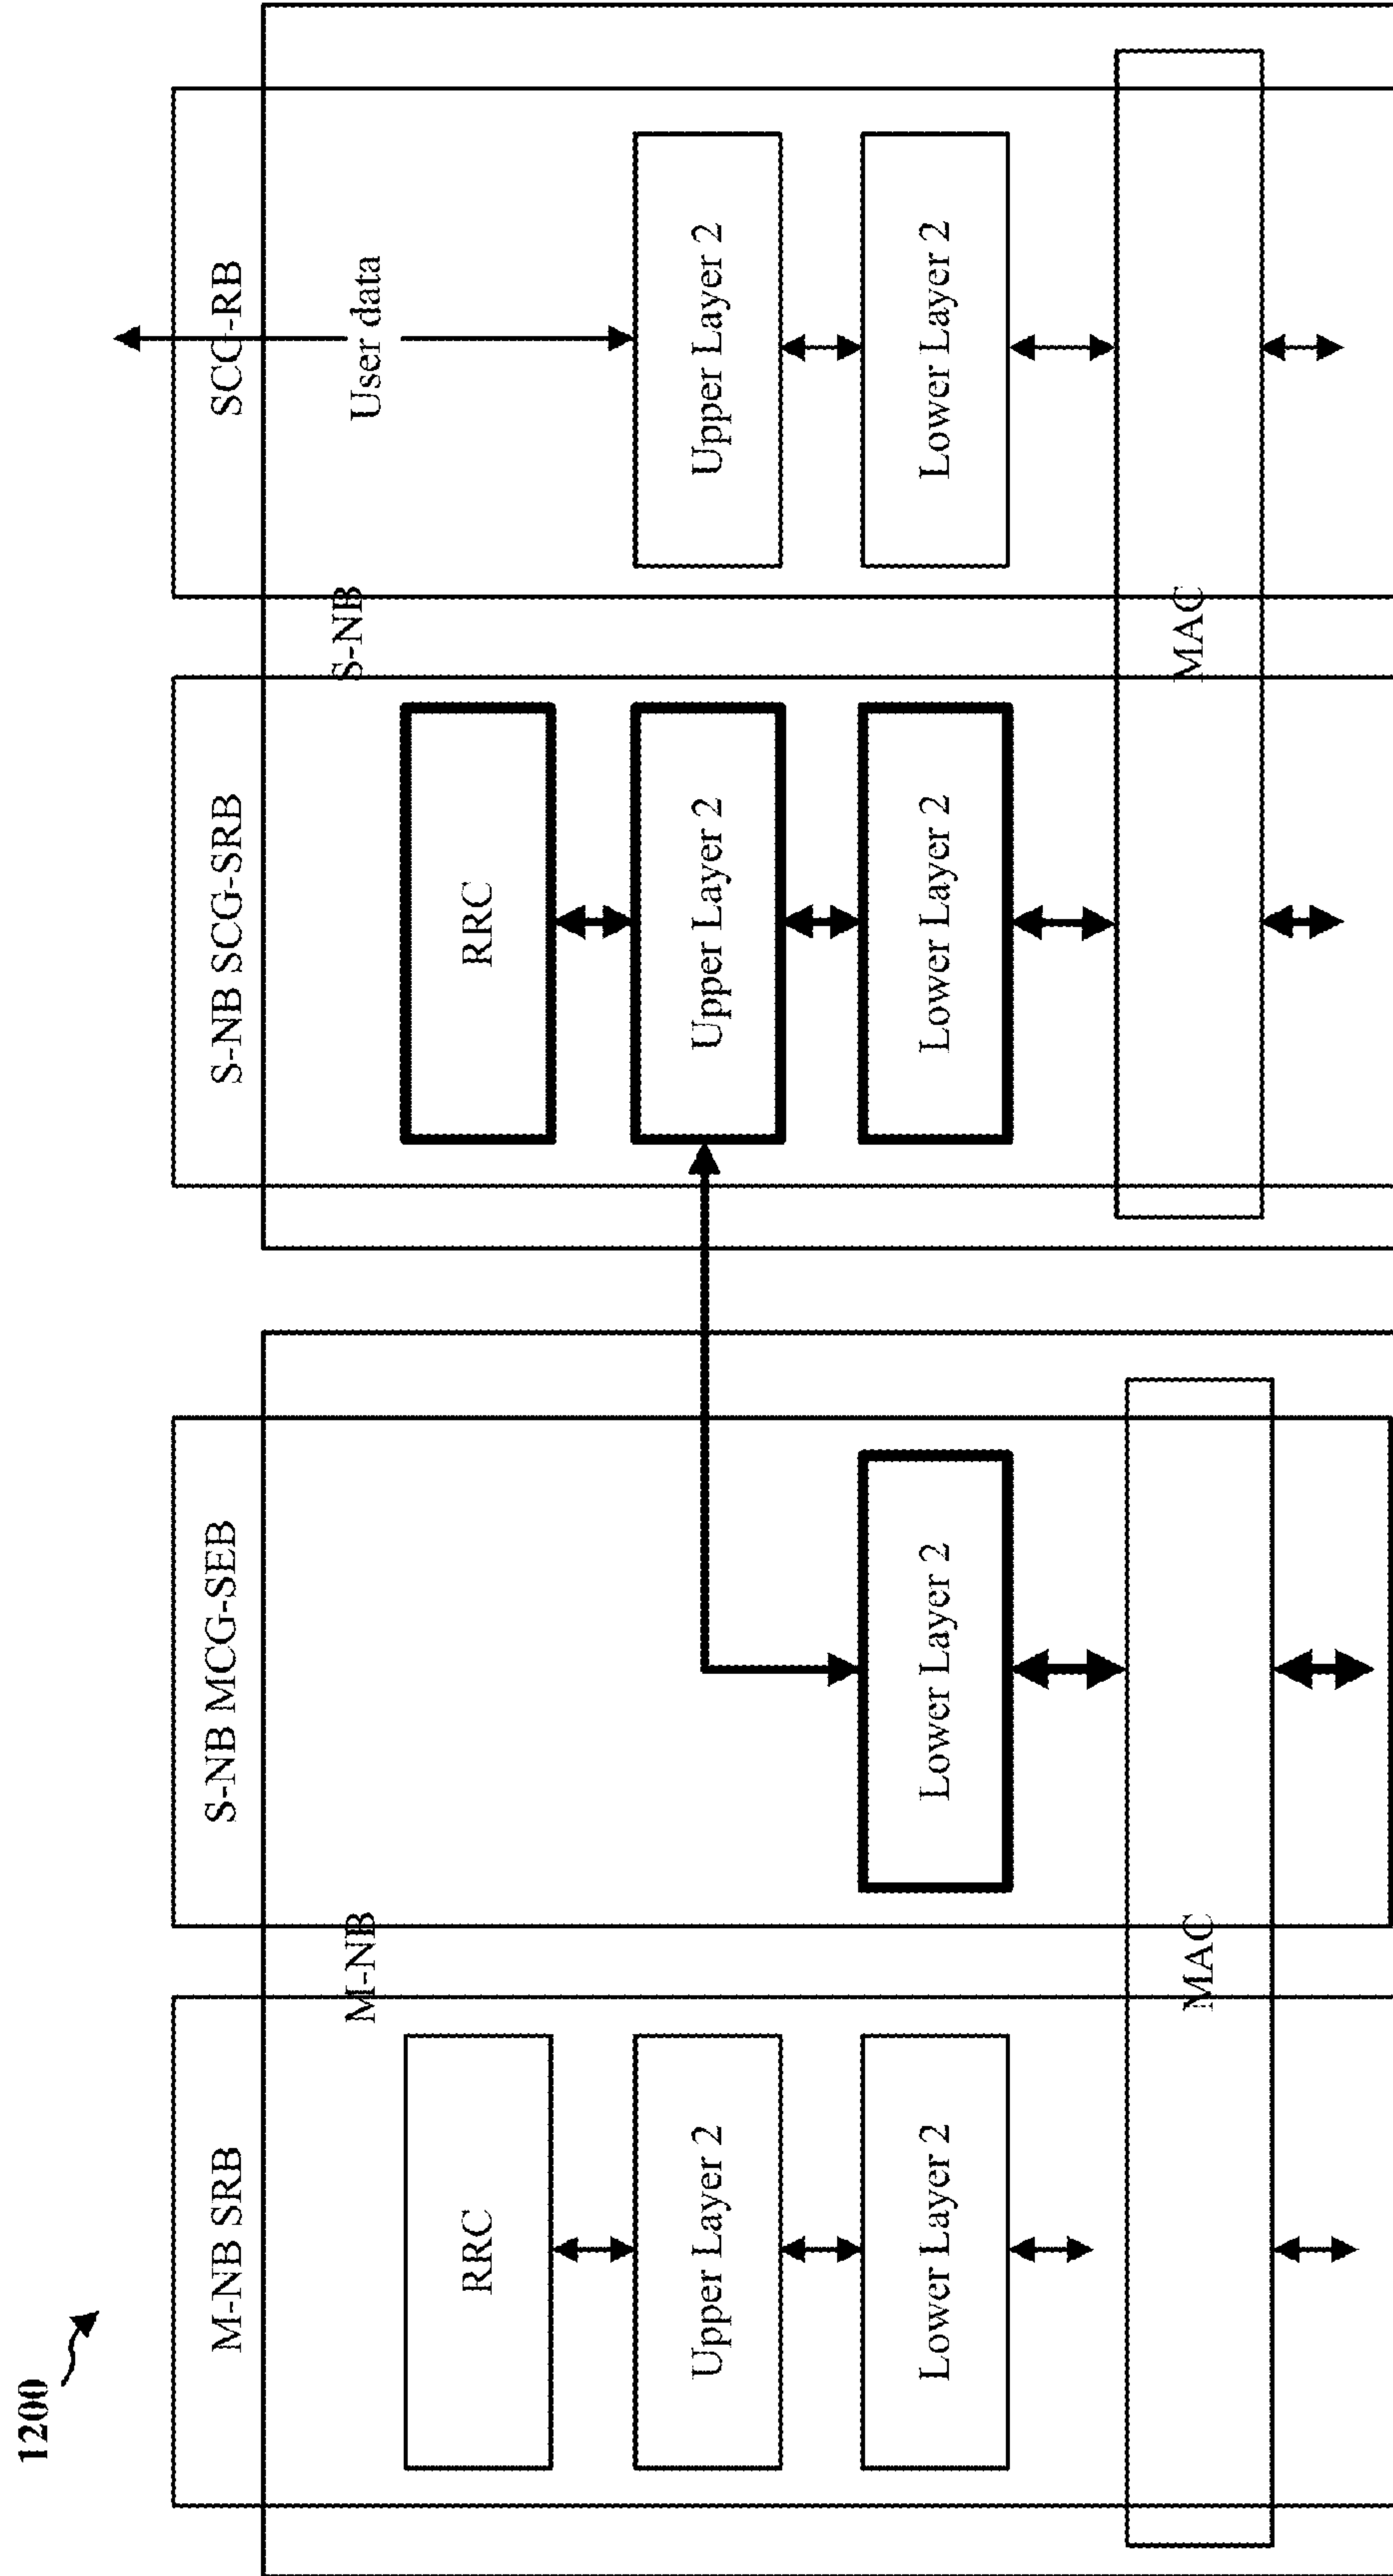 1200
M-NB SRB
S-NB MCG-SEB
S-NB SCG-SRB
SCG-RB
M-NB
S-NB
User data
RRC
RRC
Upper Layer 2
Upper Layer 2
Upper Layer 2
Lower Layer 2
Lower Layer 2
Lower Layer 2
Lower Layer 2
MAC
MAC